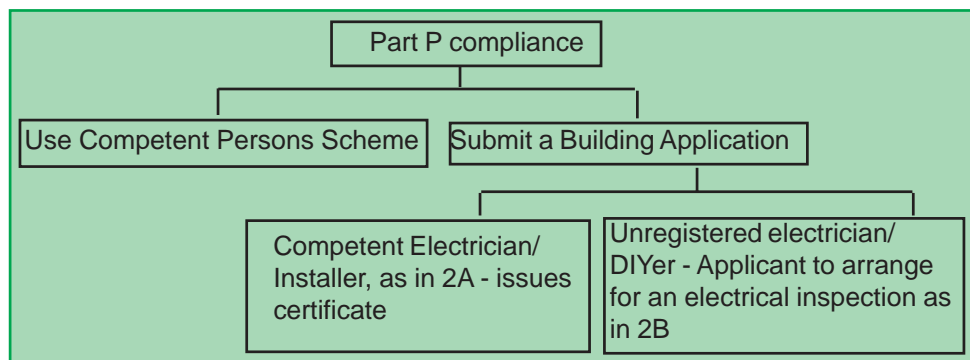 Part P compliance
Use Competent Persons Scheme
Submit a Building Application
Competent Electrician/
Installer, as in 2A - issues
certificate
Unregistered electrician/
DIYer - Applicant to arrange
for an electrical inspection as
in 2B